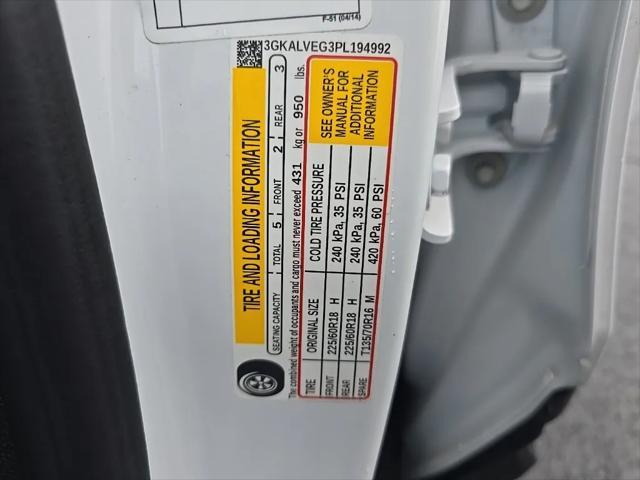 F-51 (04/14)
3GKALVEG3PL194992
TIRE AND LOADING INFORMATION
SEATING CAPACITY TOTAL 5 FRONT 2 REAR 3
The combined weight of occupants and cargo must never exceed 431 kg or 950 lbs.
TIRE ORIGINAL SIZE COLD TIRE PRESSURE
FRONT 225/60R18 H 240 kPa, 35 PSI
REAR 225/60R18 H 240 kPa, 35 PSI
SPARE T135/70R16 M 420 kPa, 60 PSI
SEE OWNER'S
MANUAL FOR
ADDITIONAL
INFORMATION